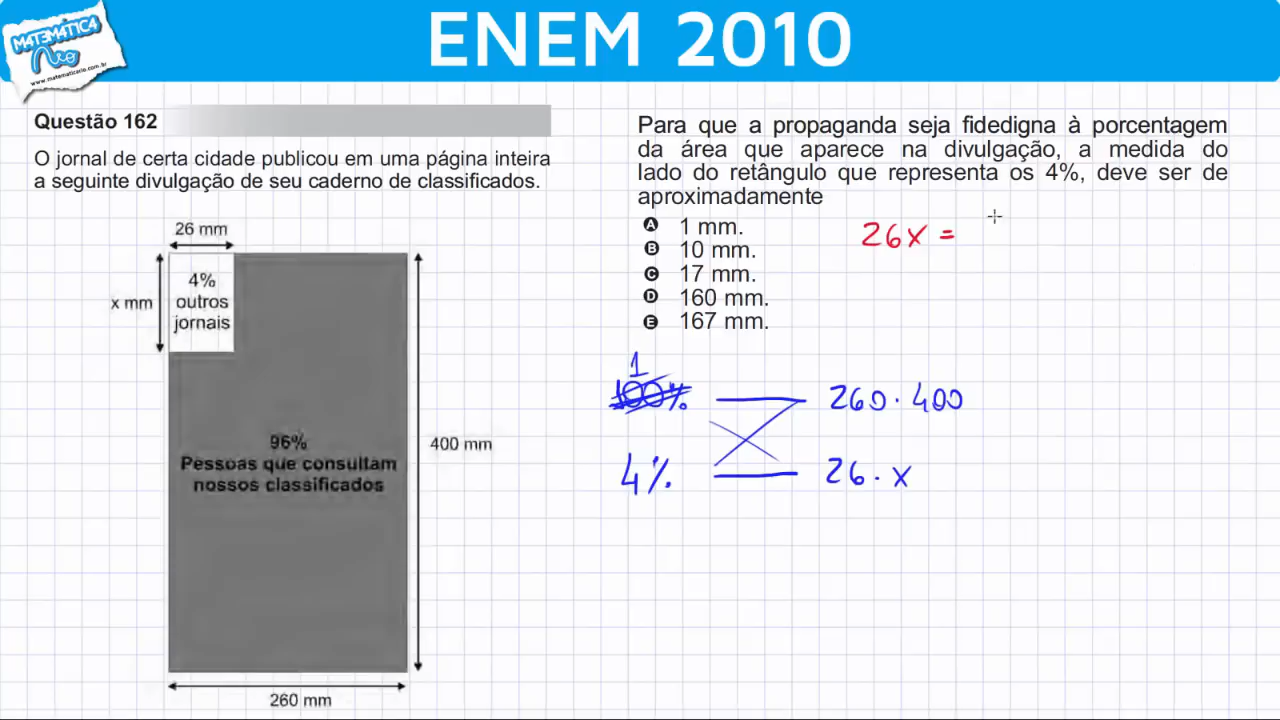 ENEM 2010
MATEMÁTICA
Rio
www.matematicario.com.br
Questão 162
O jornal de certa cidade publicou em uma página inteira
a seguinte divulgação de seu caderno de classificados.
26 mm
x mm
4%
outros
jornais
96%
Pessoas que consultam
nossos classificados
400 mm
260 mm
Para que a propaganda seja fidedigna à porcentagem
da área que aparece na divulgação, a medida do
lado do retângulo que representa os 4%, deve ser de
aproximadamente
A 1 mm.
B 10 mm.
C 17 mm.
D 160 mm.
E 167 mm.
26x =
1
100% 260 · 400
4% 26 · x